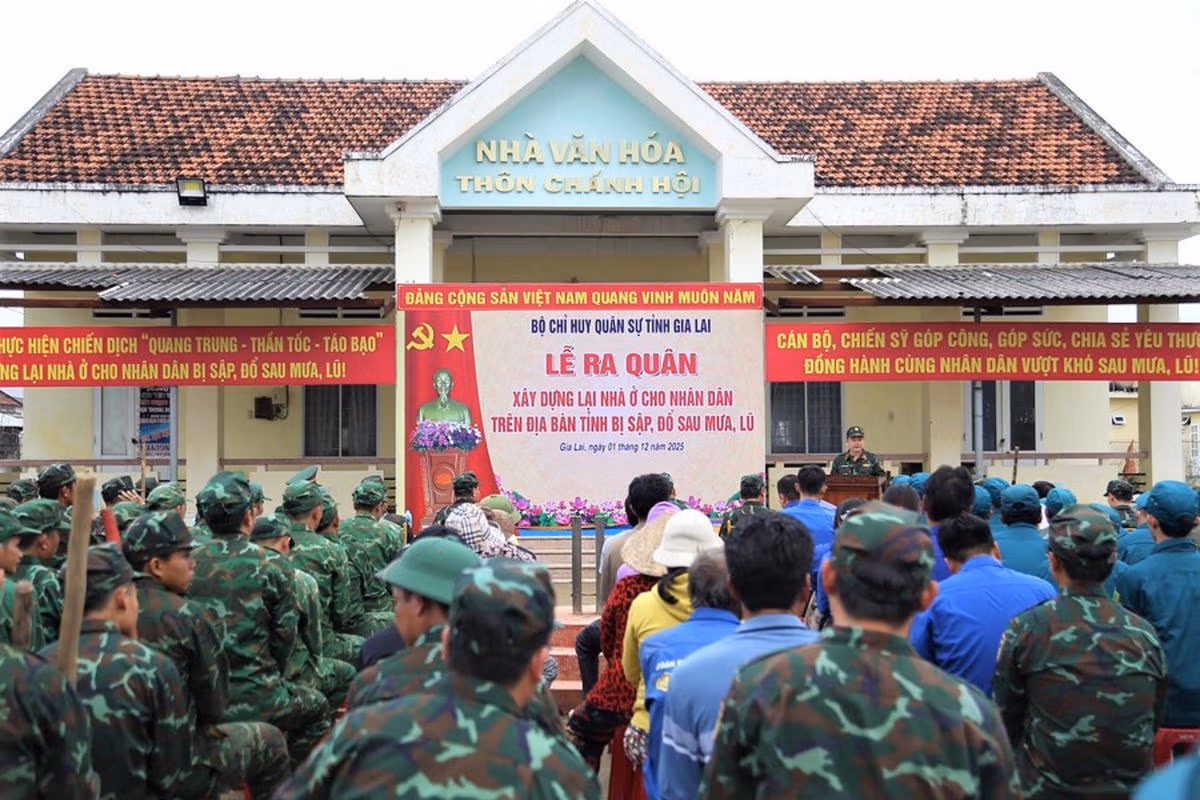 NHÀ VĂN HÓA
THÔN CHÁNH HỘI
ĐẢNG CỘNG SẢN VIỆT NAM QUANG VINH MUÔN NĂM
HỰC HIỆN CHIẾN DỊCH “QUANG TRUNG - THẦN TỐC - TÁO BẠO”
NG LẠI NHÀ Ở CHO NHÂN DÂN BỊ SẬP, ĐỔ SAU MƯA, LŨ!
BỘ CHỈ HUY QUÂN SỰ TỈNH GIA LAI
LỄ RA QUÂN
XÂY DỰNG LẠI NHÀ Ở CHO NHÂN DÂN
TRÊN ĐỊA BÀN TỈNH BỊ SẬP, ĐỔ SAU MƯA, LŨ
Gia Lai, ngày 01 tháng 12 năm 2025
CÁN BỘ, CHIẾN SỸ GÓP CÔNG, GÓP SỨC, CHIA SẺ YÊU THƯƠ
ĐỒNG HÀNH CÙNG NHÂN DÂN VƯỢT KHÓ SAU MƯA, LŨ!